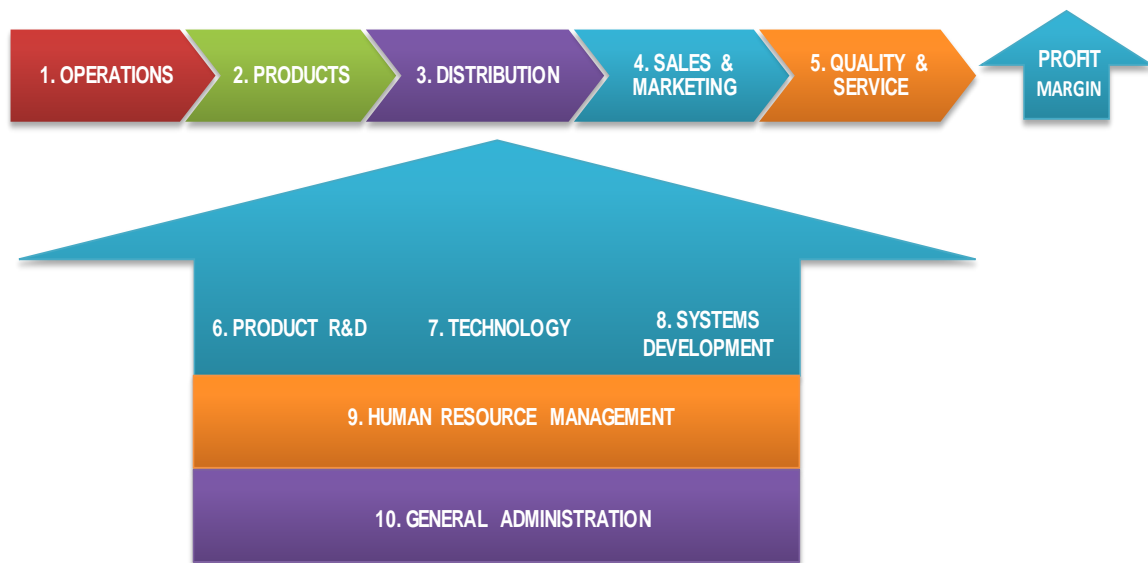 1. OPERATIONS
2. PRODUCTS
3. DISTRIBUTION
4. SALES &
MARKETING
5. QUALITY &
SERVICE
PROFIT
MARGIN
6. PRODUCT R&D
7. TECHNOLOGY
8. SYSTEMS
DEVELOPMENT
9. HUMAN RESOURCE MANAGEMENT
10. GENERAL ADMINISTRATION